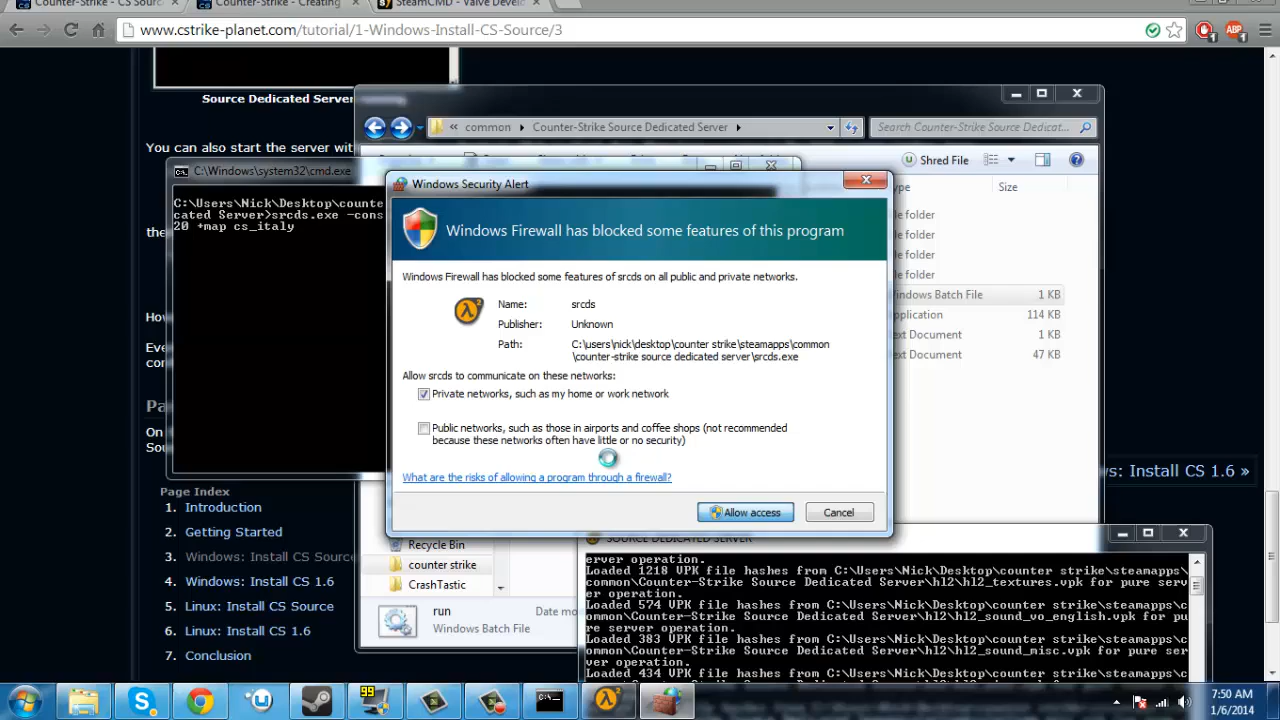 Counter-Strike - CS Sourc
Counter-Strike - Creating
SteamCMD - Valve Develo
www.cstrike-planet.com/tutorial/1-Windows-Install-CS-Source/3
ABP
Source Dedicated Server
You can also start the server wit
the
Hov
Eve
con
Pa
On
Sou
« common Counter-Strike Source Dedicated Server
Search Counter-Strike Source Dedicat...
Shred File
ype
Size
le folder
le folder
le folder
le folder
indows Batch File 1 KB
pplication 114 KB
ext Document 1 KB
ext Document 47 KB
C:\Windows\system32\cmd.exe
C:\Users\Nick\Desktop\counte
cated Server>srcds.exe -cons
20 +map cs_italy
Windows Security Alert
Windows Firewall has blocked some features of this program
Windows Firewall has blocked some features of srcds on all public and private networks.
Name: srcds
Publisher: Unknown
Path: C:\users\nick\desktop\counter strike\steamapps\common
\counter-strike source dedicated server\srcds.exe
Allow srcds to communicate on these networks:
Private networks, such as my home or work network
Public networks, such as those in airports and coffee shops (not recommended
because these networks often have little or no security)
What are the risks of allowing a program through a firewall?
Allow access
Cancel
s: Install CS 1.6 »
Page Index
1. Introduction
2. Getting Started
3. Windows: Install CS Source
4. Windows: Install CS 1.6
5. Linux: Install CS Source
6. Linux: Install CS 1.6
7. Conclusion
Recycle Bin
counter strike
CrashTastic
run
Date mo
Windows Batch File
SOURCE DEDICATED SERVER
erver operation.
Loaded 1218 VPK file hashes from C:\Users\Nick\Desktop\counter strike\steamapps\c
ommon\Counter-Strike Source Dedicated Server\hl2\hl2_textures.vpk for pure serv
er operation.
Loaded 574 VPK file hashes from C:\Users\Nick\Desktop\counter strike\steamapps\c
ommon\Counter-Strike Source Dedicated Server\hl2\hl2_sound_vo_english.vpk for pu
re server operation.
Loaded 383 VPK file hashes from C:\Users\Nick\Desktop\counter strike\steamapps\c
ommon\Counter-Strike Source Dedicated Server\hl2\hl2_sound_misc.vpk for pure ser
ver operation.
Loaded 434 VPK file hashes from C:\Users\Nick\Desktop\counter strike\steamapps\c
99
7:50 AM
1/6/2014